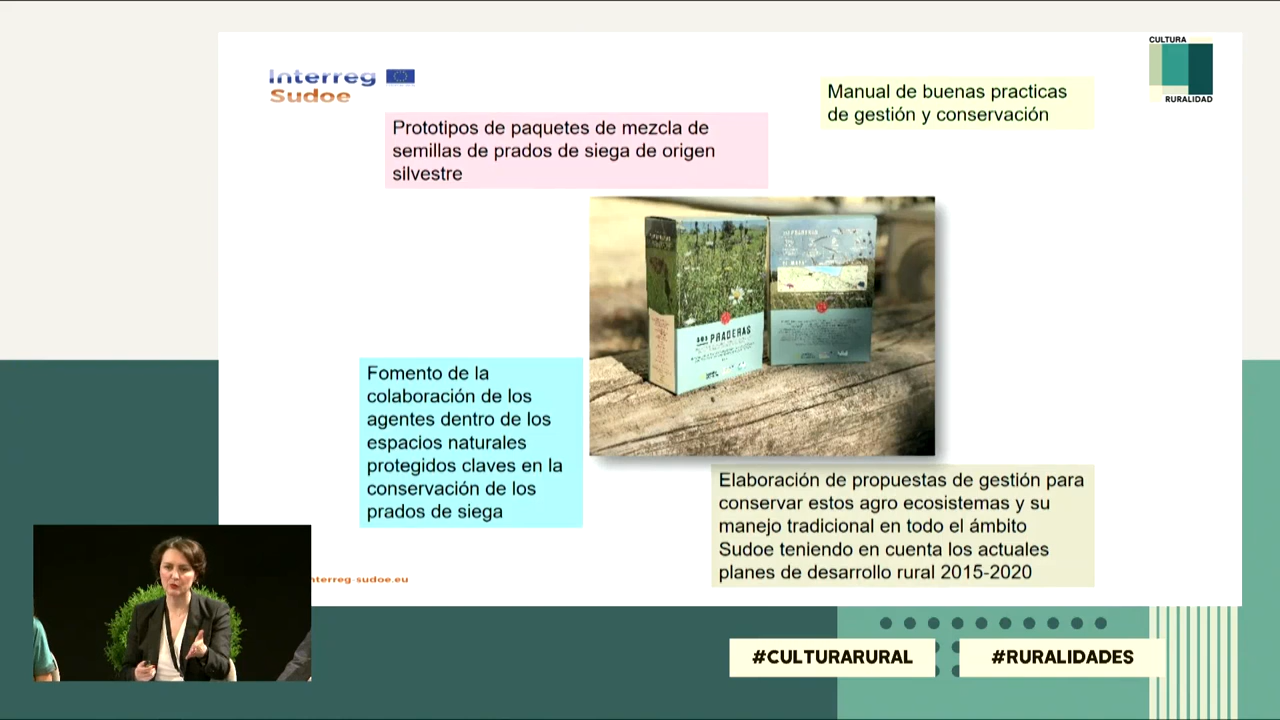 CULTURA
RURALIDAD
Interreg
Sudoe
Manual de buenas practicas
de gestión y conservación
Prototipos de paquetes de mezcla de
semillas de prados de siega de origen
silvestre
SOS
PRADERAS
Fomento de la
colaboración de los
agentes dentro de los
espacios naturales
protegidos claves en la
conservación de los
prados de siega
Elaboración de propuestas de gestión para
conservar estos agro ecosistemas y su
manejo tradicional en todo el ámbito
Sudoe teniendo en cuenta los actuales
planes de desarrollo rural 2015-2020
nterreg-sudoe.eu
#CULTURARURAL
#RURALIDADES